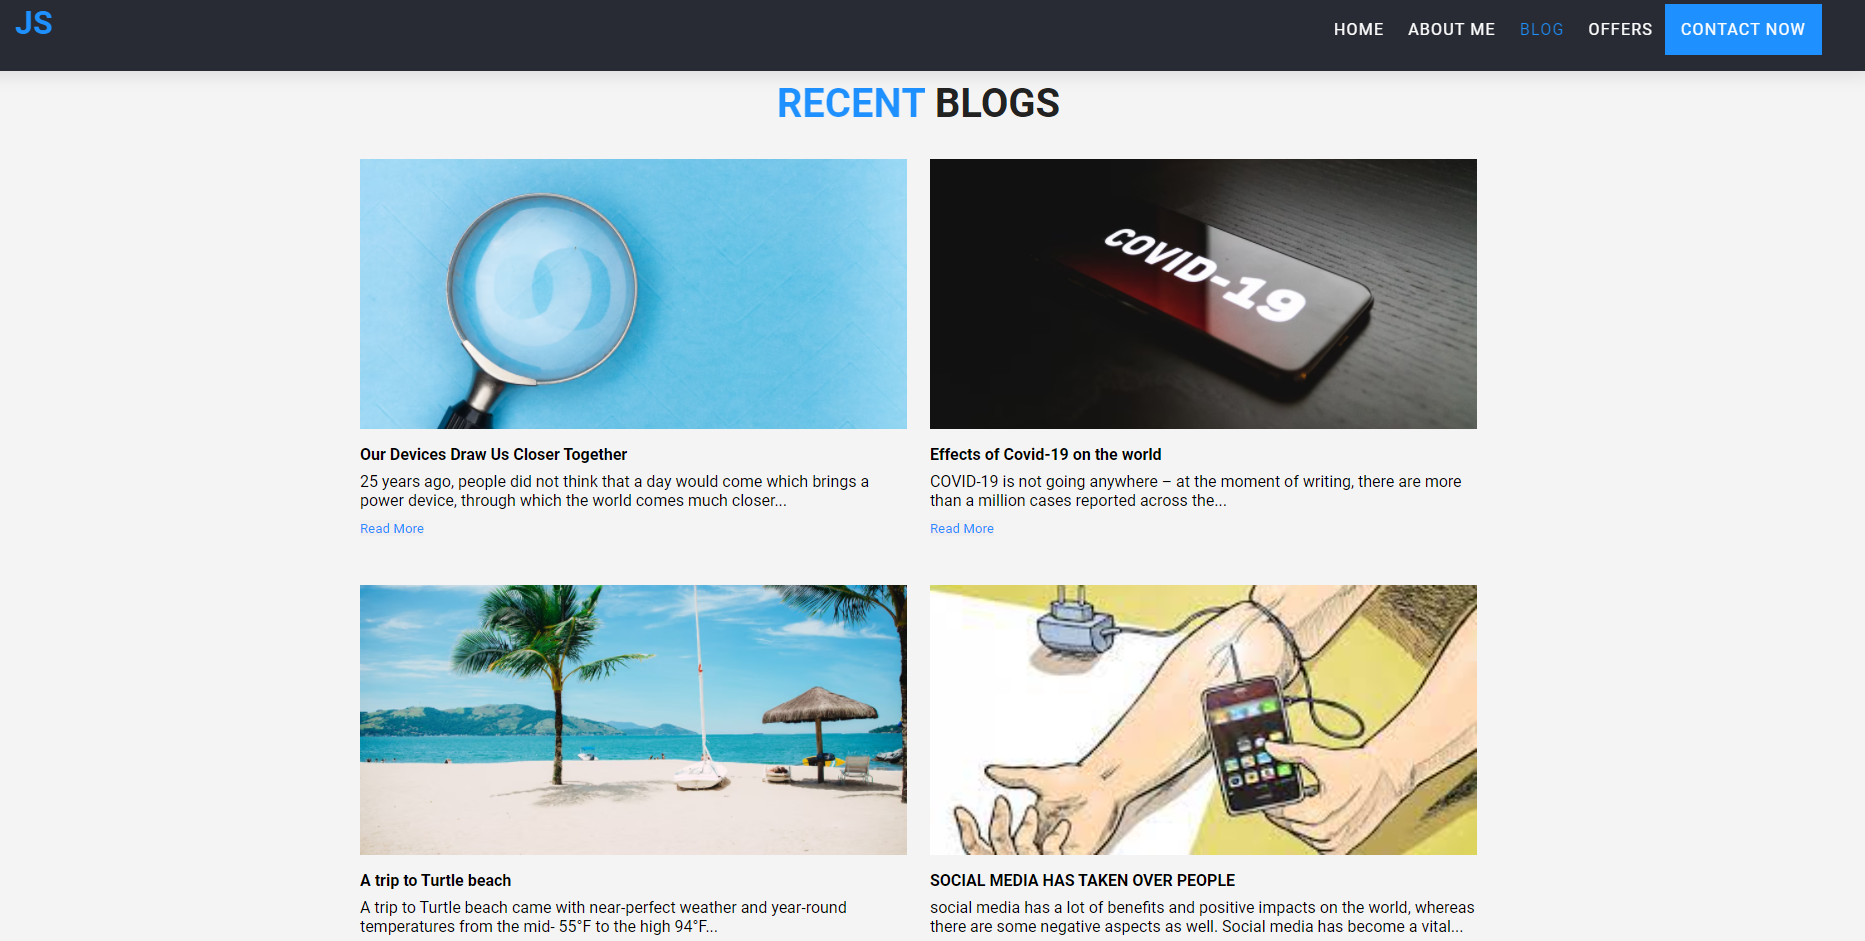 JS
HOME ABOUT ME BLOG OFFERS CONTACT NOW
RECENT BLOGS
COVID-19
Our Devices Draw Us Closer Together
25 years ago, people did not think that a day would come which brings a
power device, through which the world comes much closer...
Read More
Effects of Covid-19 on the world
COVID-19 is not going anywhere – at the moment of writing, there are more
than a million cases reported across the...
Read More
A trip to Turtle beach
A trip to Turtle beach came with near-perfect weather and year-round
temperatures from the mid- 55°F to the high 94°F...
SOCIAL MEDIA HAS TAKEN OVER PEOPLE
social media has a lot of benefits and positive impacts on the world, whereas
there are some negative aspects as well. Social media has become a vital...